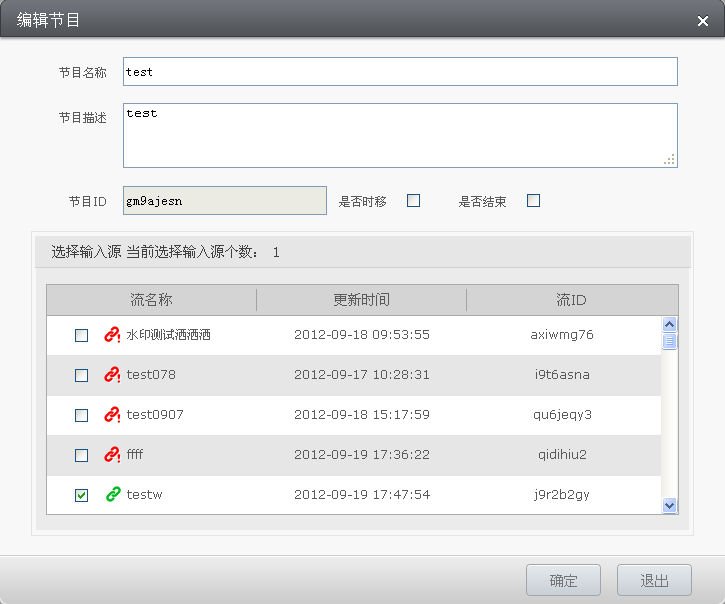 编辑节目
节目名称 test
节目描述 test
节目ID gm9ajesn 是否时移 是否结束
选择输入源 当前选择输入源个数： 1
流名称 更新时间 流ID
水印测试洒洒洒 2012-09-18 09:53:55 axiwmg76
test078 2012-09-17 10:28:31 i9t6asna
test0907 2012-09-18 15:17:59 qu6jeqy3
ffff 2012-09-19 17:36:22 qidihiu2
testw 2012-09-19 17:47:54 j9r2b2gy
确定 退出